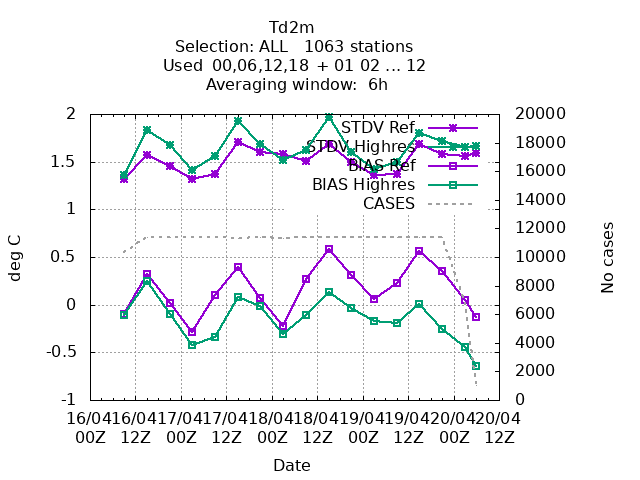 Td2m
Selection: ALL   1063 stations
Used  00,06,12,18  + 01 02 ... 12
Averaging window:  6h
2
1.5
1
0.5
0
-0.5
-1
deg C
20000
18000
16000
14000
12000
10000
8000
6000
4000
2000
0
No cases
STDV Ref
STDV Highres
BIAS Ref
BIAS Highres
CASES
16/04 16/04 17/04 17/04 18/04 18/04 19/04 19/04 20/04 20/04
00Z 12Z 00Z 12Z 00Z 12Z 00Z 12Z 00Z 12Z
Date